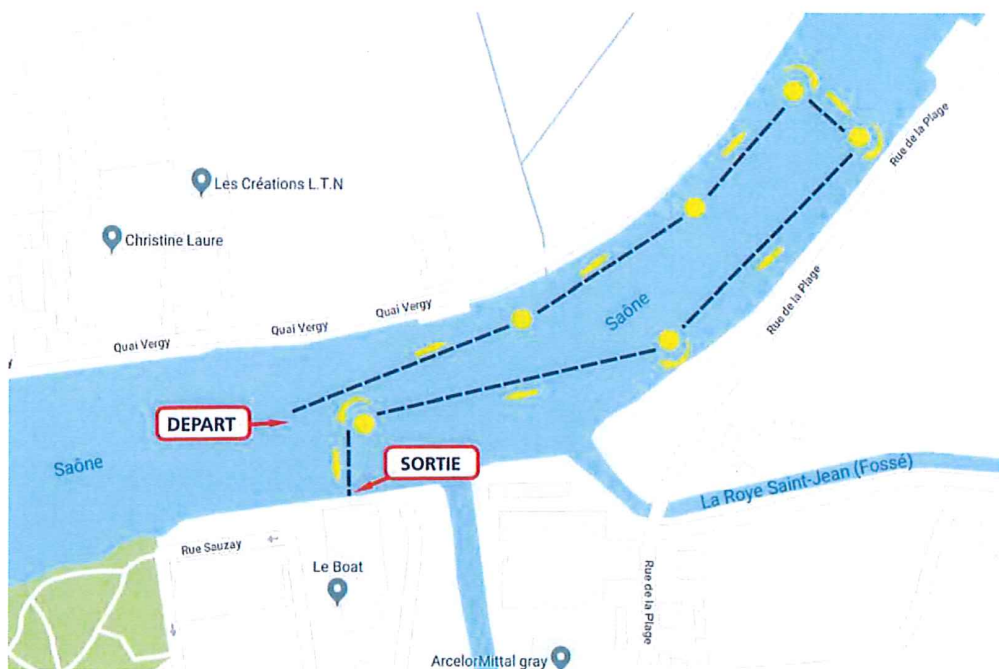 Rue de la Plage
Les Créations L.T.N
Christine Laure
Rue de la Plage
Saône
Quai Vergy
Quai Vergy
Quai Vergy
DEPART
SORTIE
Saône
La Roye Saint-Jean (Fossé)
Rue Sauzay
Le Boat
Rue de la Plage
ArcelorMittal gray